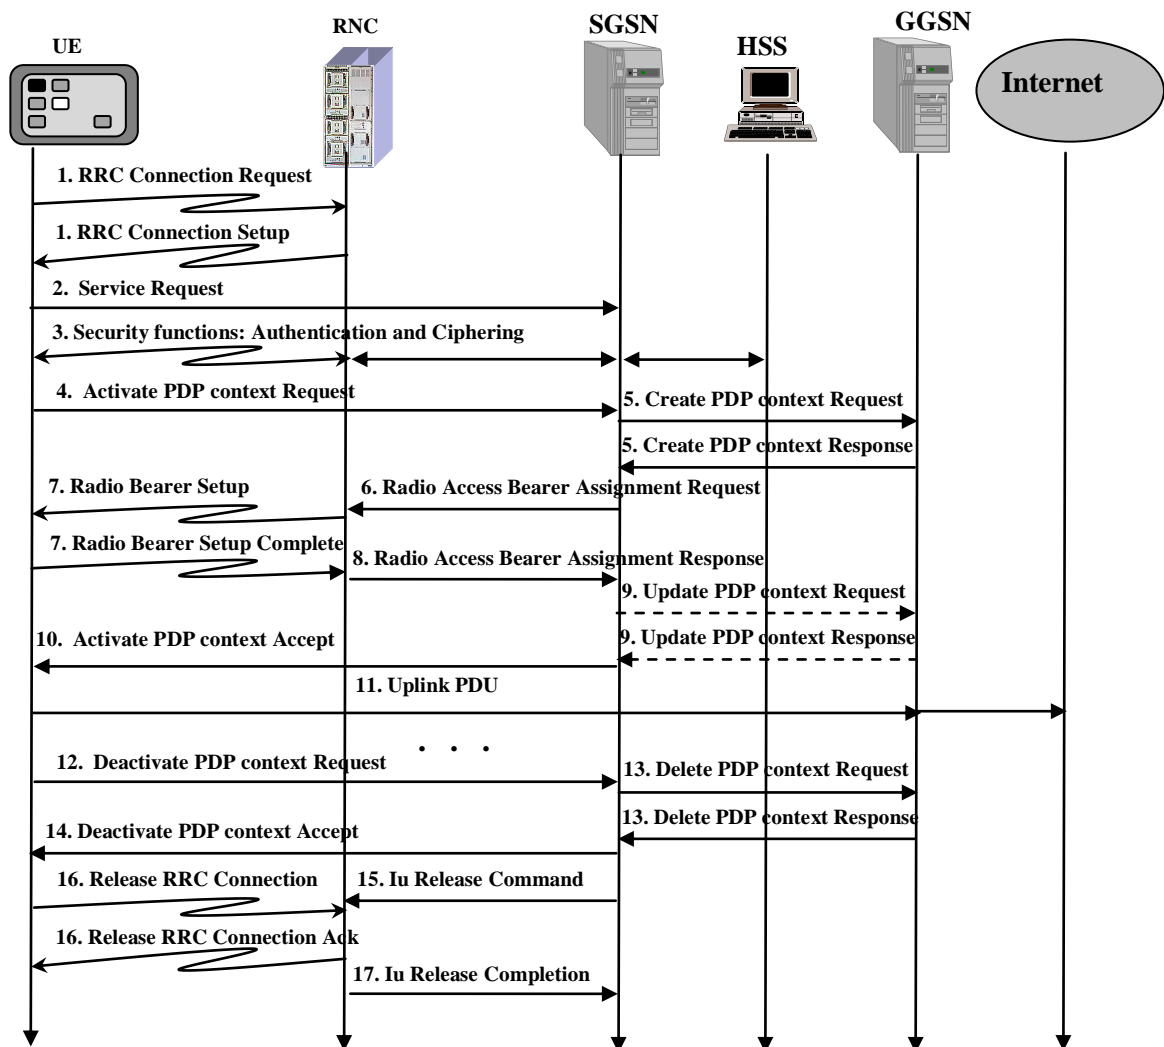 UE
RNC
SGSN
HSS
GGSN
Internet
1. RRC Connection Request
1. RRC Connection Setup
2. Service Request
3. Security functions: Authentication and Ciphering
4. Activate PDP context Request
5. Create PDP context Request
5. Create PDP context Response
6. Radio Access Bearer Assignment Request
7. Radio Bearer Setup
7. Radio Bearer Setup Complete
8. Radio Access Bearer Assignment Response
9. Update PDP context Request
9. Update PDP context Response
10. Activate PDP context Accept
11. Uplink PDU
. . .
12. Deactivate PDP context Request
13. Delete PDP context Request
13. Delete PDP context Response
14. Deactivate PDP context Accept
15. Iu Release Command
16. Release RRC Connection
16. Release RRC Connection Ack
17. Iu Release Completion